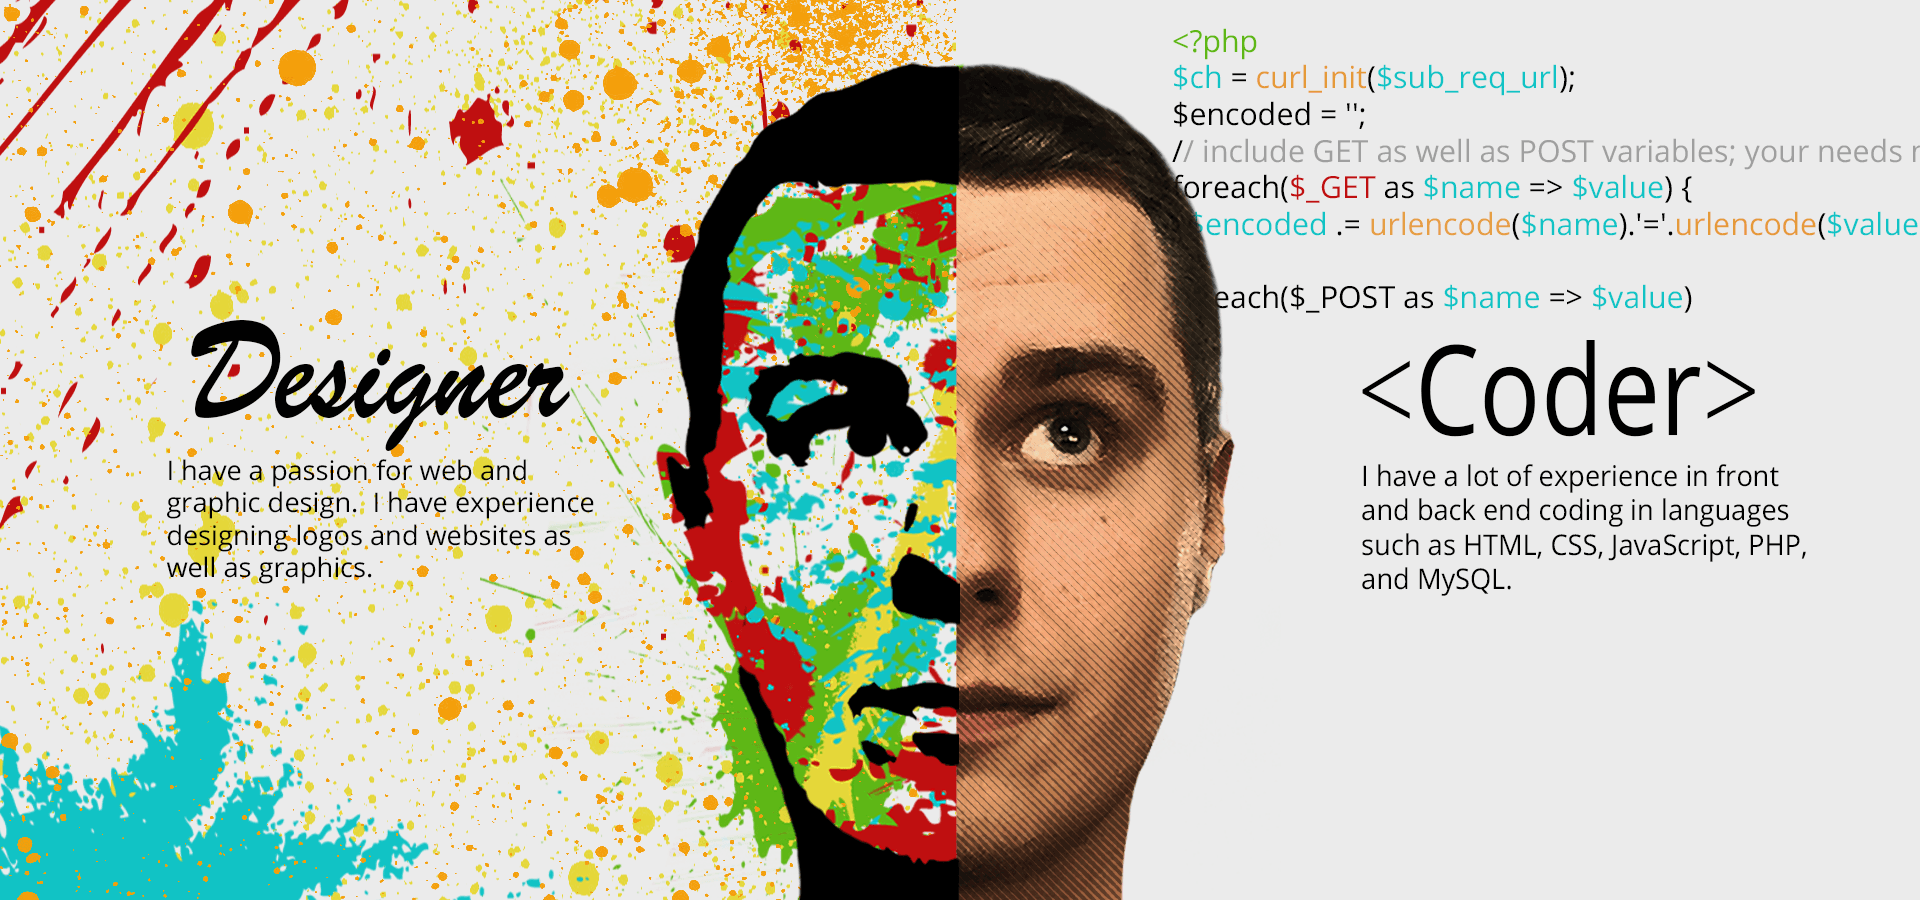 Designer
I have a passion for web and
graphic design.  I have experience
designing logos and websites as
well as graphics.
<?php
$ch = curl_init($sub_req_url);
$encoded = '';
// include GET as well as POST variables; your needs
foreach($_GET as $name => $value) {
$encoded .= urlencode($name).'='.urlencode($value
each($_POST as $name => $value)
<Coder>
I have a lot of experience in front
and back end coding in languages
such as HTML, CSS, JavaScript, PHP,
and MySQL.